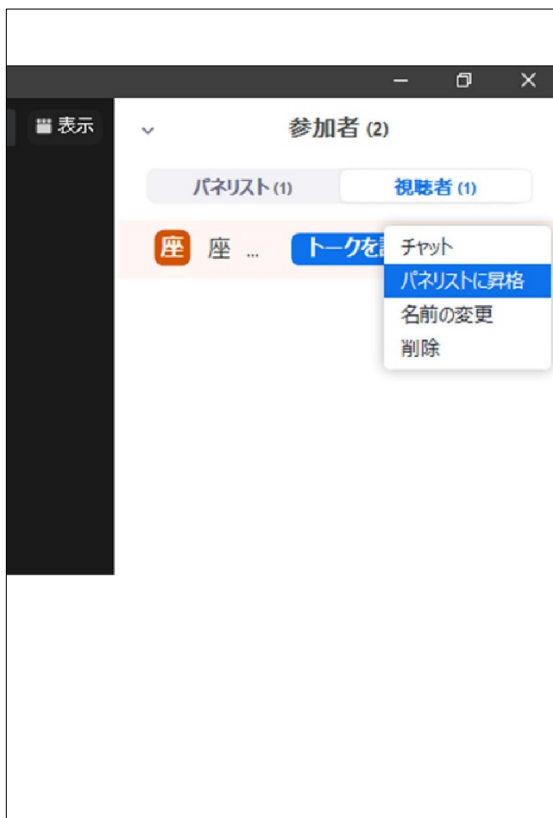 表示
参加者 (2)
パネリスト (1)
視聴者 (1)
座 座 ...
トークを
チャット
パネリストに昇格
名前の変更
削除